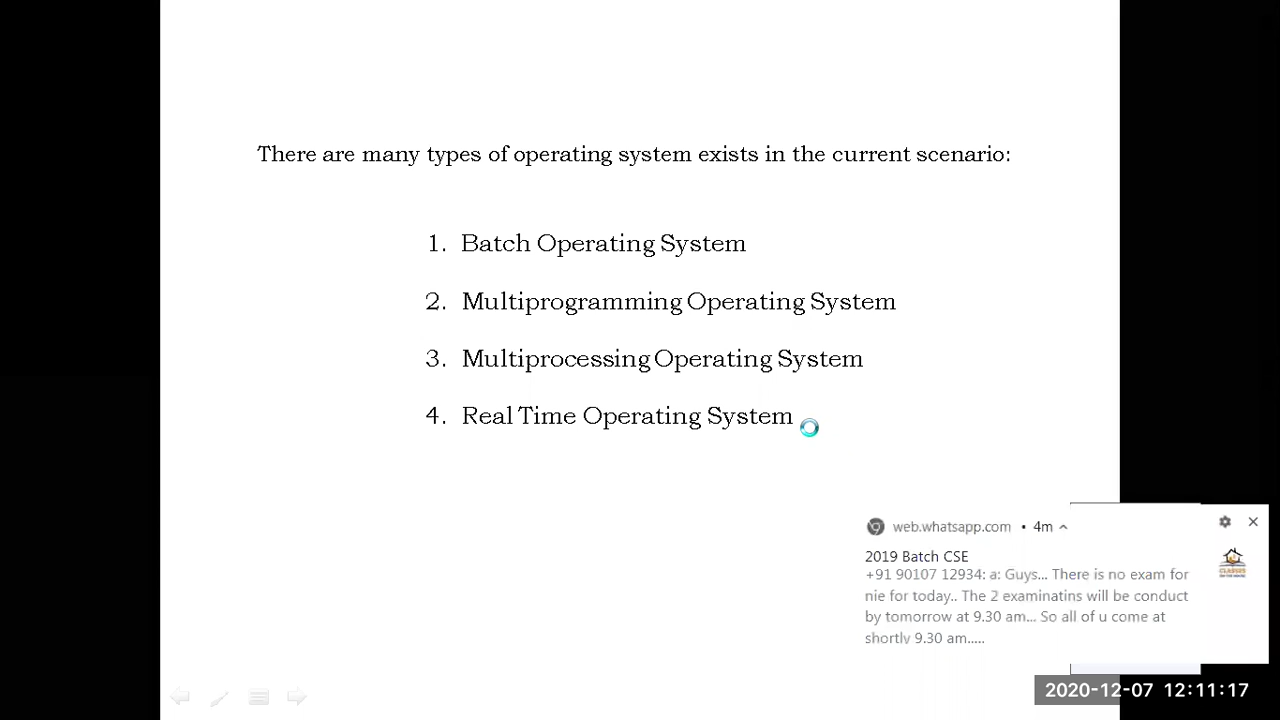 There are many types of operating system exists in the current scenario:
1. Batch Operating System
2. Multiprogramming Operating System
3. Multiprocessing Operating System
4. Real Time Operating System
web.whatsapp.com • 4m
2019 Batch CSE
+91 90107 12934: a: Guys... There is no exam for
nie for today.. The 2 examinatins will be conduct
by tomorrow at 9.30 am... So all of u come at
shortly 9.30 am.....
2020-12-07 12:11:17